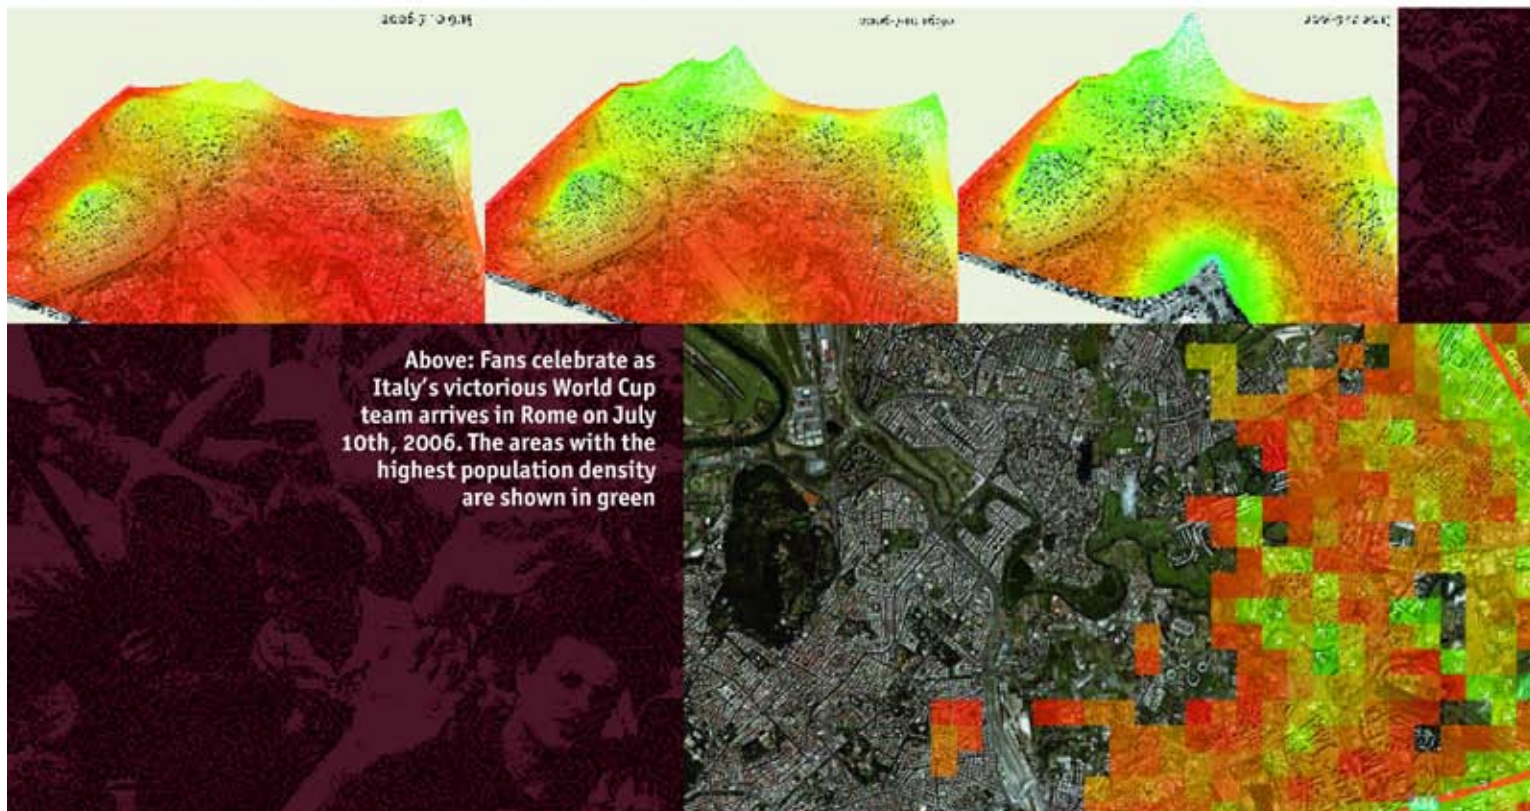 Above: Fans celebrate as
Italy's victorious World Cup
team arrives in Rome on July
10th, 2006. The areas with the
highest population density
are shown in green